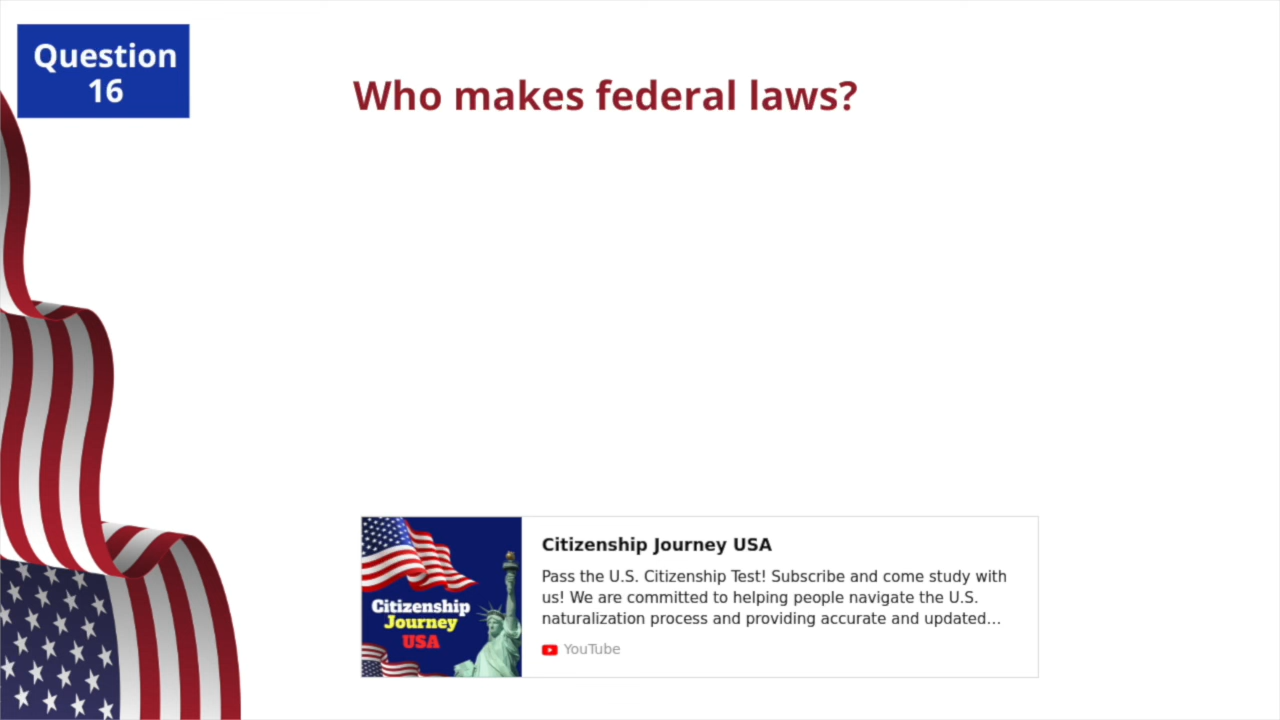 Question
16
Who makes federal laws?
Citizenship
Journey
USA
Citizenship Journey USA
Pass the U.S. Citizenship Test! Subscribe and come study with
us! We are committed to helping people navigate the U.S.
naturalization process and providing accurate and updated...
YouTube